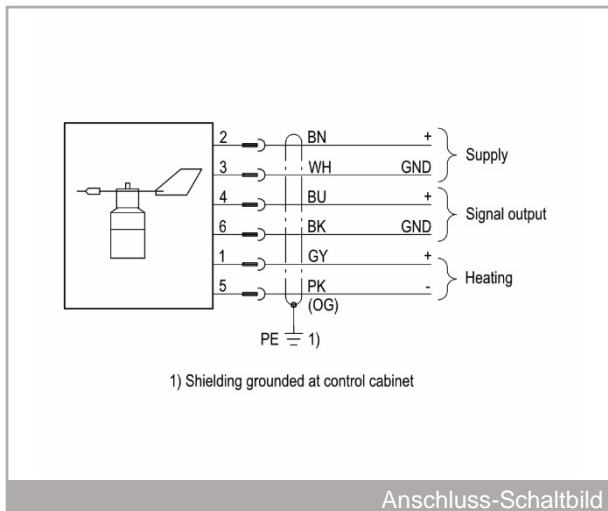 2 BN +
Supply
3 WH GND
4 BU +
Signal output
6 BK GND
1 GY +
Heating
5 PK -
(OG)
PE 1)
1) Shielding grounded at control cabinet
Anschluss-Schaltbild